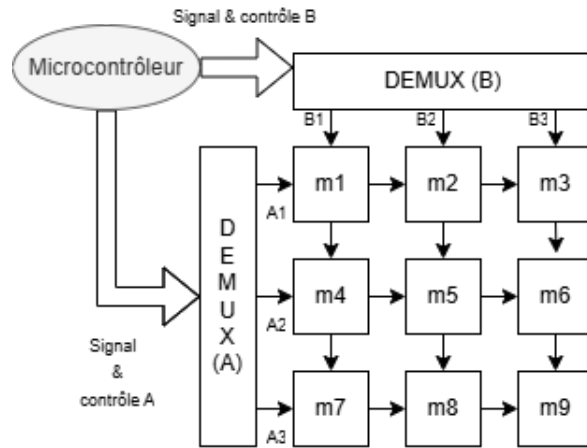 Signal & contrôle B
Microcontrôleur
DEMUX (B)
B1
B2
B3
m1
m2
m3
A1
D
E
M
U
X
(A)
m4
m5
m6
A2
Signal
&
contrôle A
m7
m8
m9
A3